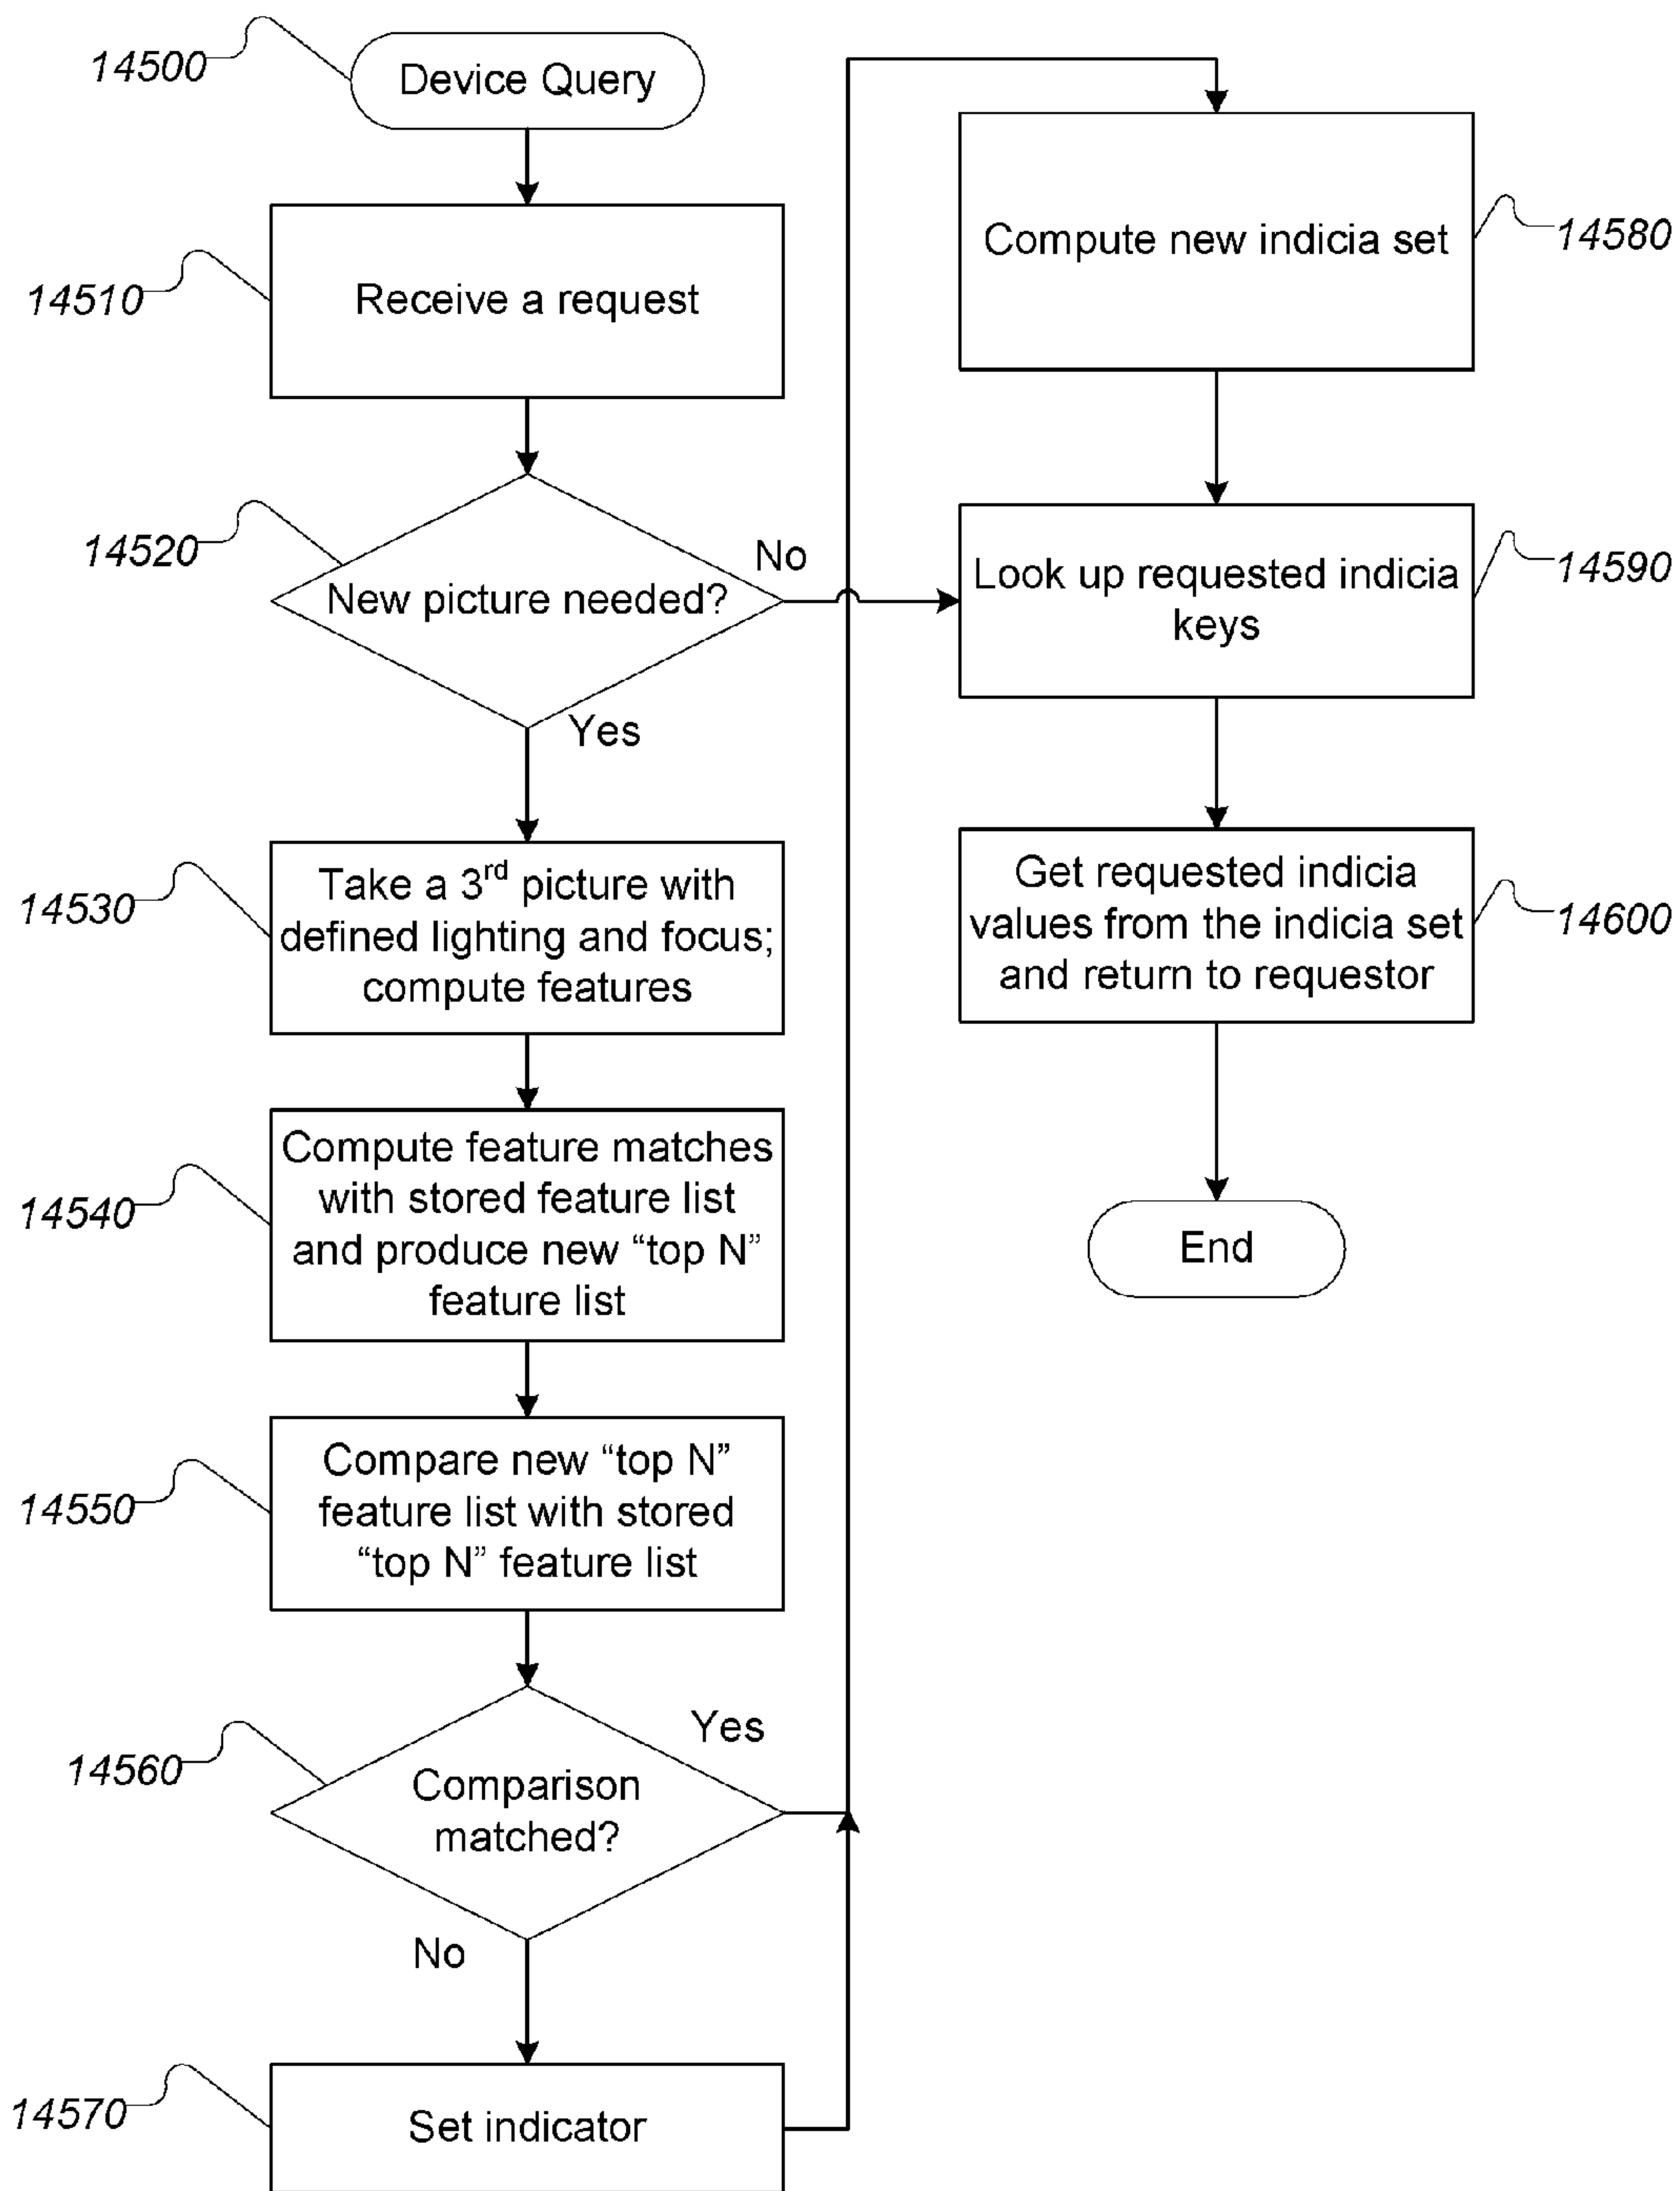 14500
Device Query
14510
Receive a request
14520
New picture needed?
No
Yes
14530
Take a 3rd picture with
defined lighting and focus;
compute features
14540
Compute feature matches
with stored feature list
and produce new “top N”
feature list
14550
Compare new “top N”
feature list with stored
“top N” feature list
14560
Comparison
matched?
Yes
No
14570
Set indicator
Compute new indicia set
14580
Look up requested indicia
keys
14590
Get requested indicia
values from the indicia set
and return to requestor
14600
End